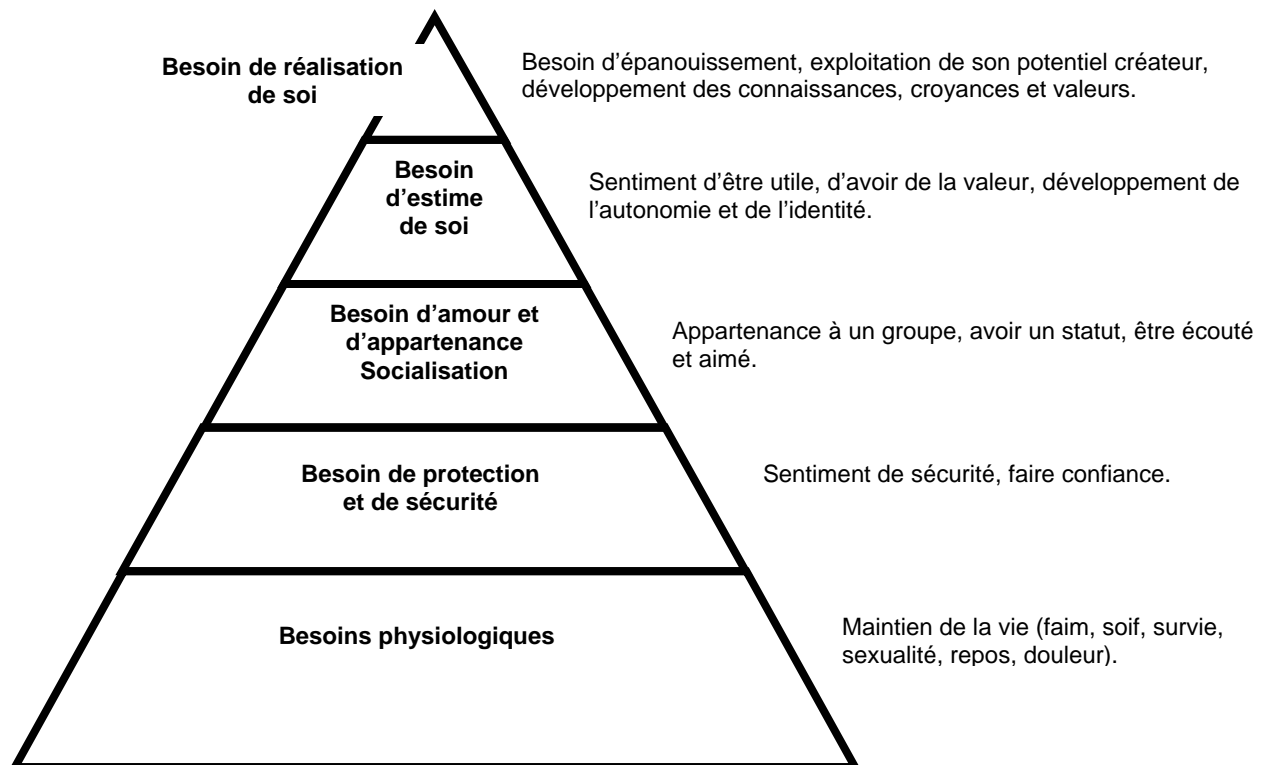 Besoin de réalisation
de soi
Besoin d’épanouissement, exploitation de son potentiel créateur,
développement des connaissances, croyances et valeurs.
Besoin
d’estime
de soi
Sentiment d’être utile, d’avoir de la valeur, développement de
l’autonomie et de l’identité.
Besoin d’amour et
d’appartenance
Socialisation
Appartenance à un groupe, avoir un statut, être écouté
et aimé.
Besoin de protection
et de sécurité
Sentiment de sécurité, faire confiance.
Besoins physiologiques
Maintien de la vie (faim, soif, survie,
sexualité, repos, douleur).